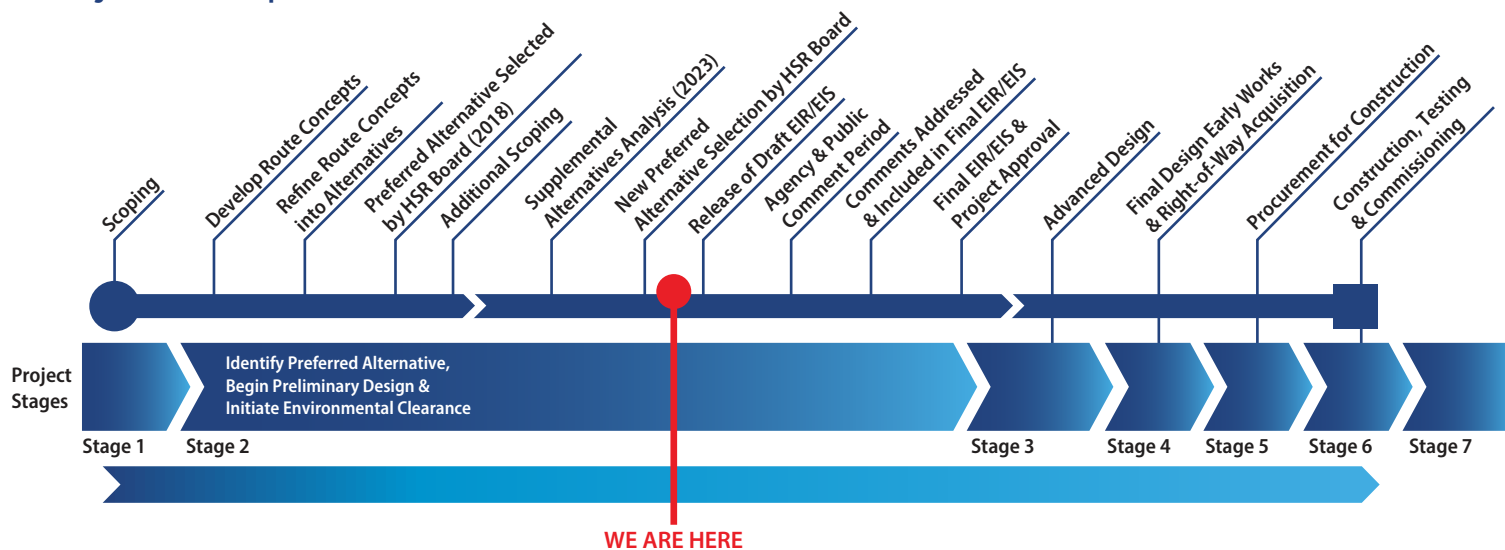 Scoping
Develop Route Concepts
Refine Route Concepts
into Alternatives
Preferred Alternative Selected
by HSR Board (2018)
Additional Scoping
Supplemental
Alternatives Analysis (2023)
New Preferred
Alternative Selection by HSR Board
Release of Draft EIR/EIS
Agency & Public
Comment Period
Comments Addressed
& Included in Final EIR/EIS
Final EIR/EIS &
Project Approval
Advanced Design
Final Design Early Works
& Right-of-Way Acquisition
Procurement for Construction
Construction, Testing
& Commissioning
Project
Stages
Identify Preferred Alternative,
Begin Preliminary Design &
Initiate Environmental Clearance
Stage 1
Stage 2
Stage 3
Stage 4
Stage 5
Stage 6
Stage 7
WE ARE HERE